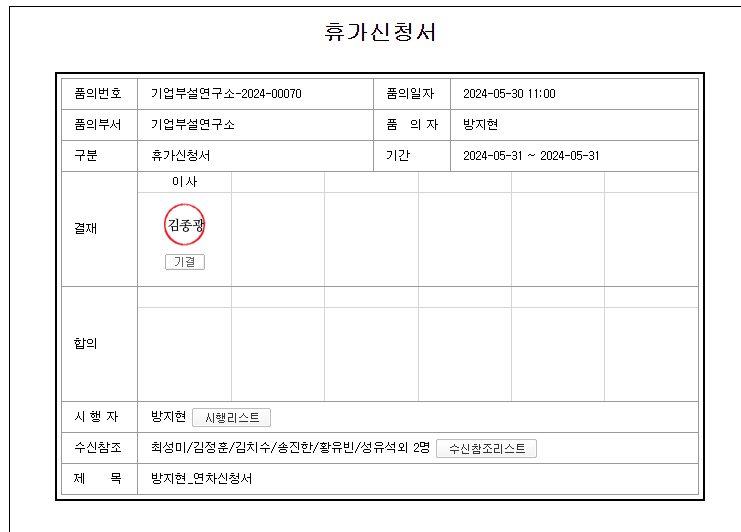 휴가신청서
품의번호 기업부설연구소-2024-00070 품의일자 2024-05-30 11:00
품의부서 기업부설연구소 품 의 자 방지현
구분 휴가신청서 기간 2024-05-31 ~ 2024-05-31
이사
결재
김종광
기결
합의
시 행 자 방지현 시행리스트
수신참조 최성미/김정훈/김치수/송진한/황유빈/성유석외 2명 수신참조리스트
제 목 방지현_연차신청서